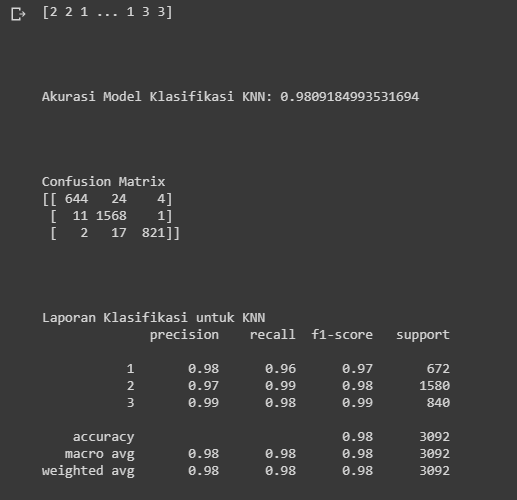 [2 2 1 ... 1 3 3]
Akurasi Model Klasifikasi KNN: 0.9809184993531694
Confusion Matrix
[[ 644   24    4]
 [  11 1568    1]
 [   2   17  821]]
Laporan Klasifikasi untuk KNN
              precision    recall  f1-score   support
           1       0.98      0.96      0.97       672
           2       0.97      0.99      0.98      1580
           3       0.99      0.98      0.99       840
    accuracy                           0.98      3092
   macro avg       0.98      0.98      0.98      3092
weighted avg       0.98      0.98      0.98      3092